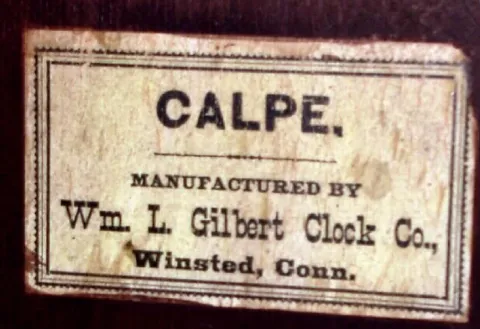 CALPE.
MANUFACTURED BY
Wm. L. Gilbert Clock Co.,
Winsted, Conn.